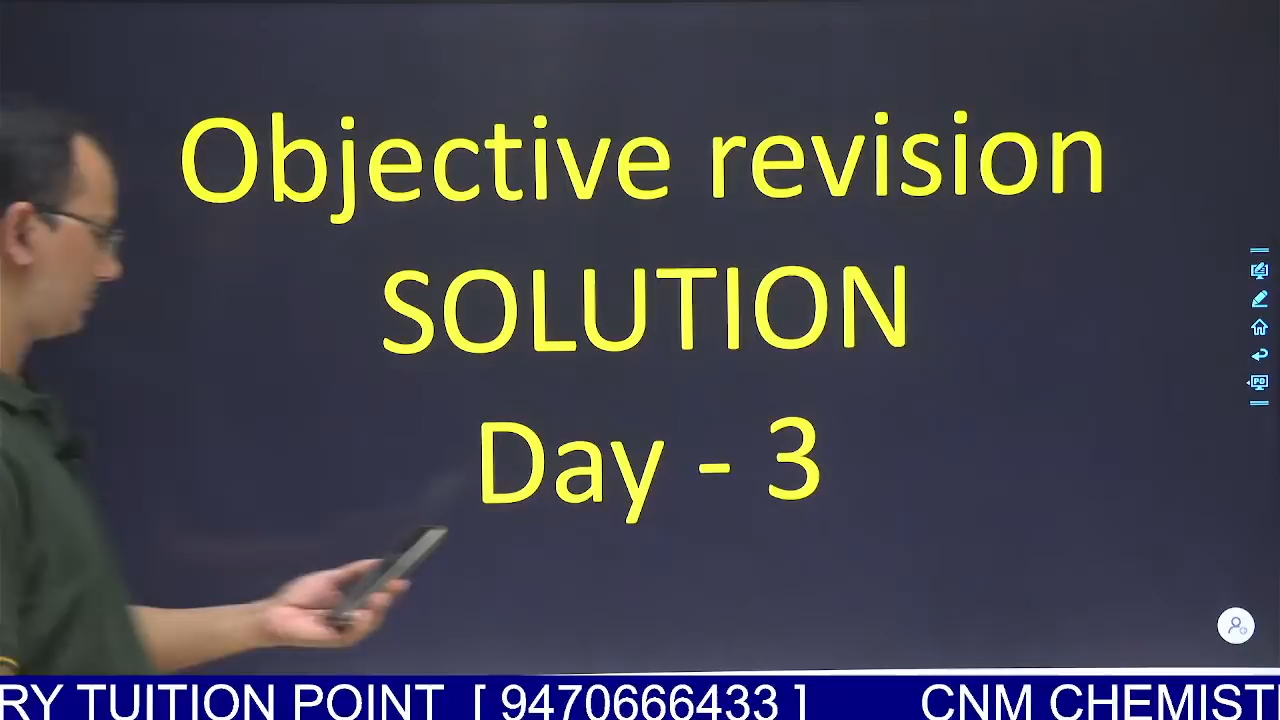 Objective revision
SOLUTION
Day - 3
RY TUITION POINT [ 9470666433 ] CNM CHEMIST